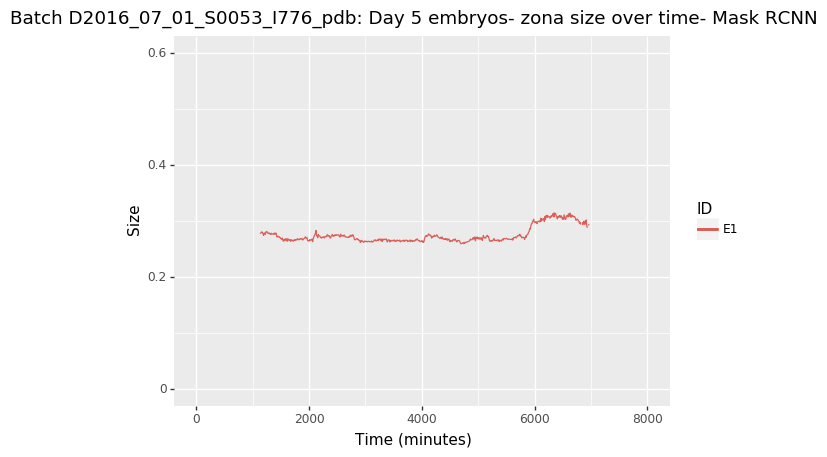 Batch D2016_07_01_S0053_I776_pdb: Day 5 embryos- zona size over time- Mask RCNN
0.6
0.4
0.2
0
Size
0 2000 4000 6000 8000
Time (minutes)
ID
E1